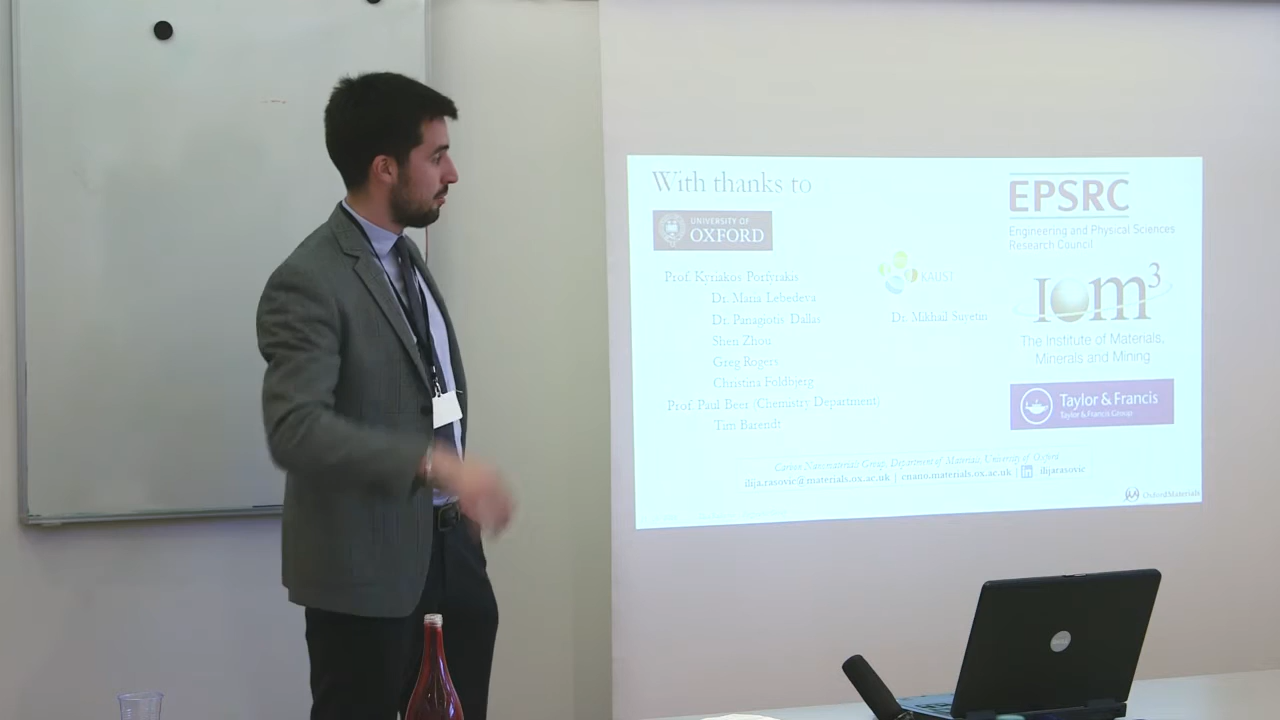 With thanks to
UNIVERSITY OF
OXFORD
Prof. Kyriakos Porfyrakis
Dr. Maria Lebedeva
Dr. Panagiotis Dallas
Shen Zhou
Greg Rogers
Christina Foldbjerg
Prof Paul Beer (Chemistry Department)
Tim Barendt
KAUST
Dr. Mikhail Suyetin
EPSRC
Engineering and Physical Sciences
Research Council
IOM3
The Institute of Materials,
Minerals and Mining
Taylor & Francis
Taylor & Francis Group
Carbon Nanomaterials Group, Department of Materials, University of Oxford
ilija.rasovic@materials.ox.ac.uk | cnano.materials.ox.ac.uk | in ilijarasovic
OxfordMaterials